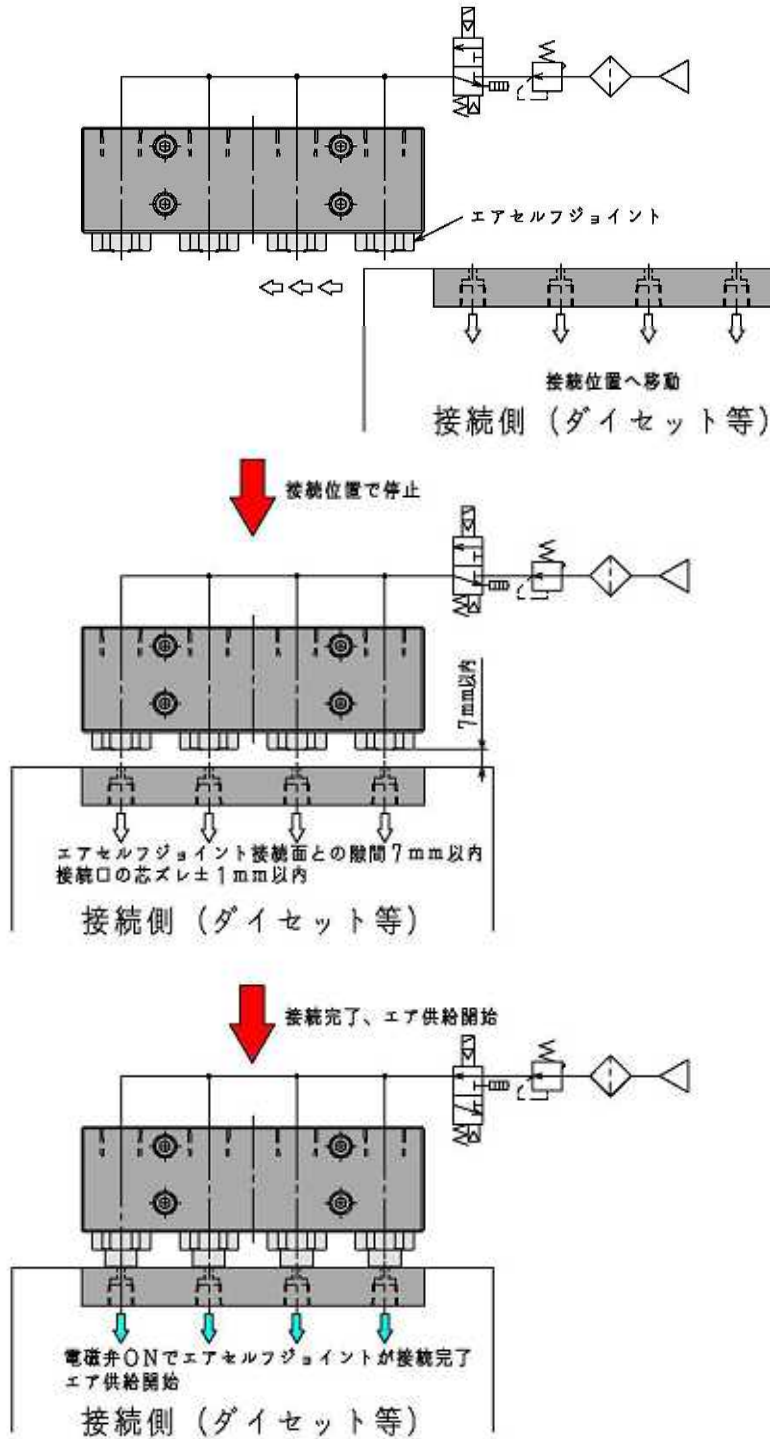 エアセルフジョイント
接続位置へ移動
接続側（ダイセット等）
接続位置で停止
7mm以内
エアセルフジョイント接続面との隙間7mm以内
接続口の芯ズレ±1mm以内
接続側（ダイセット等）
接続完了、エア供給開始
電磁弁ONでエアセルフジョイントが接続完了
エア供給開始
接続側（ダイセット等）